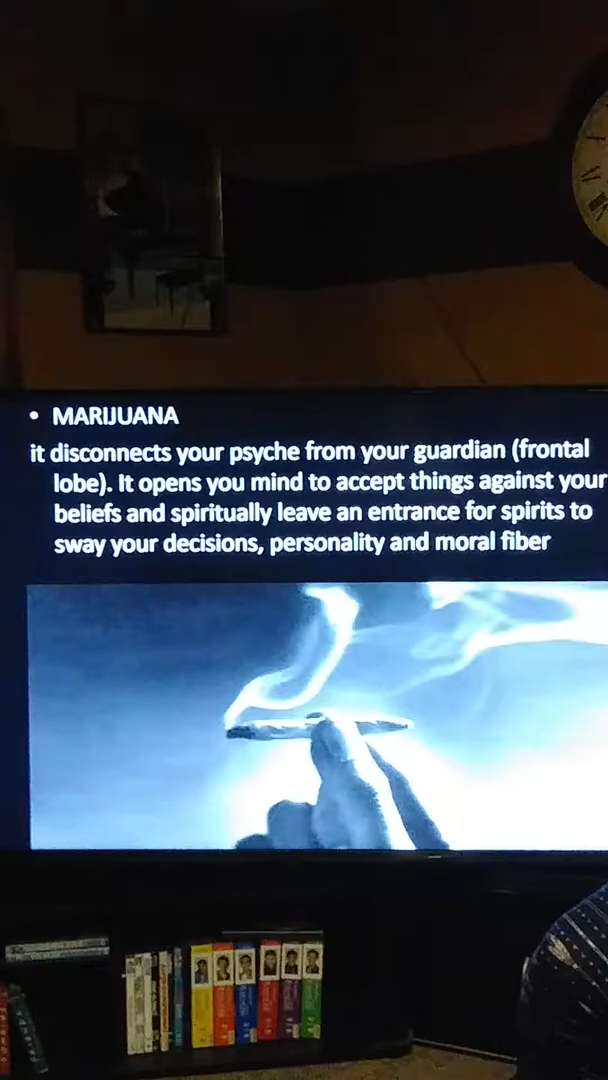 • MARIJUANA
it disconnects your psyche from your guardian (frontal
lobe). It opens you mind to accept things against your
beliefs and spiritually leave an entrance for spirits to
sway your decisions, personality and moral fiber